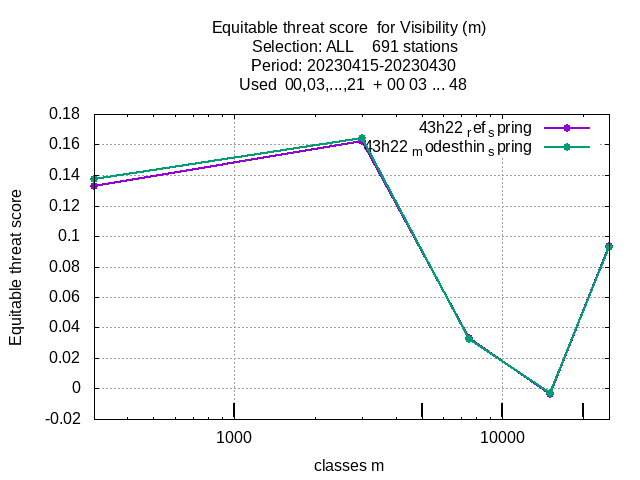 Equitable threat score  for Visibility (m)
Selection: ALL    691 stations
Period: 20230415-20230430
Used  00,03,...,21  + 00 03 ... 48
43h22 ref spring
43h22 modesthin spring
0.18
0.16
0.14
0.12
0.1
0.08
0.06
0.04
0.02
0
-0.02
Equitable threat score
1000
10000
classes m